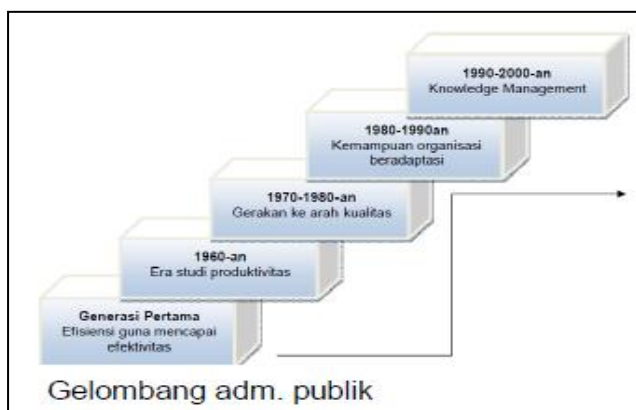 1990-2000-an
Knowledge Management
1980-1990an
Kemampuan organisasi
beradaptasi
1970-1980-an
Gerakan ke arah kualitas
1960-an
Era studi produktivitas
Generasi Pertama
Efisiensi guna mencapai
efektivitas
Gelombang adm. publik